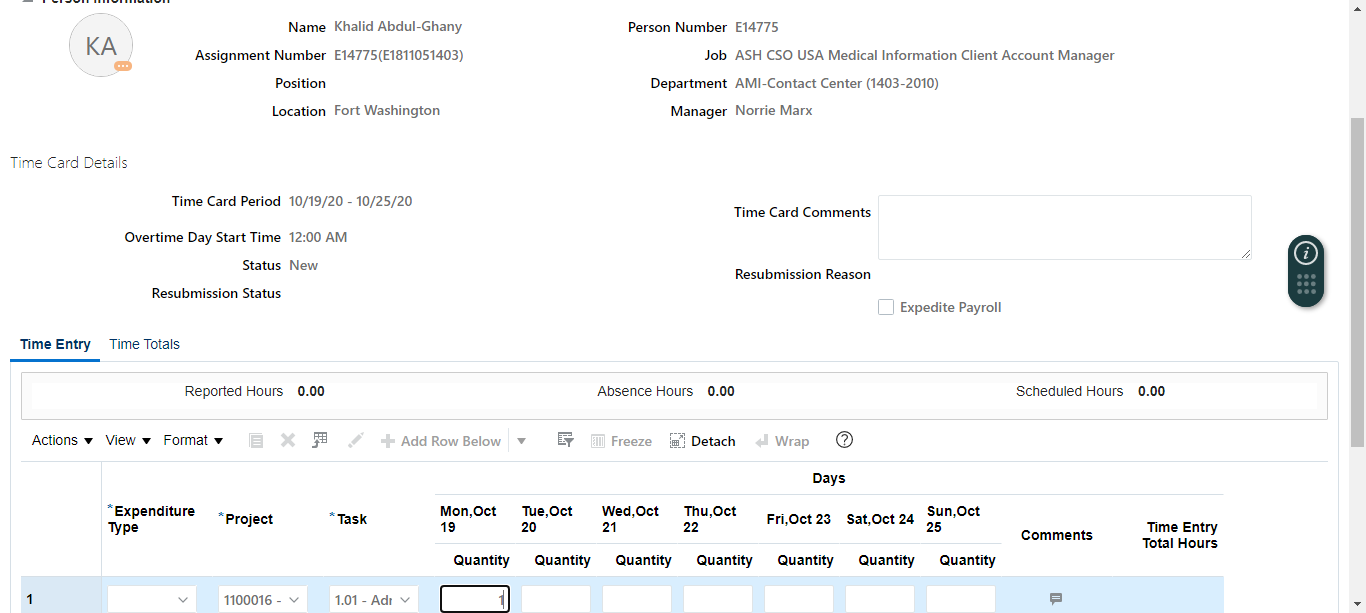 Person Information
KA
Name Khalid Abdul-Ghany
Person Number E14775
Assignment Number E14775(E1811051403)
Job ASH CSO USA Medical Information Client Account Manager
Position
Department AMI-Contact Center (1403-2010)
Location Fort Washington
Manager Norrie Marx
Time Card Details
Time Card Period 10/19/20 - 10/25/20
Time Card Comments
Overtime Day Start Time 12:00 AM
Status New
Resubmission Reason
Resubmission Status
Expedite Payroll
Time Entry Time Totals
Reported Hours 0.00 Absence Hours 0.00 Scheduled Hours 0.00
Actions View Format Add Row Below Freeze Detach Wrap
Days
*Expenditure Type
*Project
*Task
Mon,Oct 19
Tue,Oct 20
Wed,Oct 21
Thu,Oct 22
Fri,Oct 23
Sat,Oct 24
Sun,Oct 25
Comments
Time Entry Total Hours
Quantity Quantity Quantity Quantity Quantity Quantity Quantity
1 1100016 - 1.01 - Adr 1